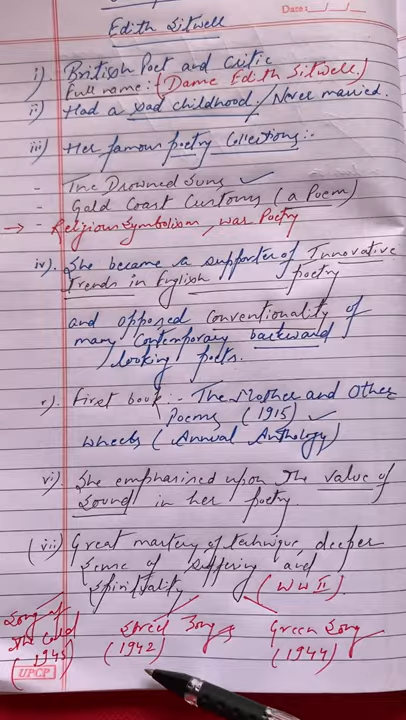 Edith Sitwell
Date: __/__/__
i) British Poet and Critic
Full name :- (Dame Edith Sitwell.)
ii) Had a sad childhood / Never married.
iii) Her famous poetry Collections :-
- The Drowned Suns ✓
- Gold Coast Customs (a Poem)
→ - Religious Symbolism, was Poetry
iv). She became a supporter of Innovative
Trends in English poetry
and opposed conventionality of
many contemporary backward
looking poets.
v). First book :- The Mother and Other
Poems (1915) ✓
Wheels (Annual Anthology)
vi). She emphasised upon the value of
Sound in her poetry.
(vii) Great mastery of technique, deeper
Sense of suffering and
Spirituality (WW II).
Song of
the Cold
(1945)
Street Songs
(1942)
Green Song
(1944)
UPCP